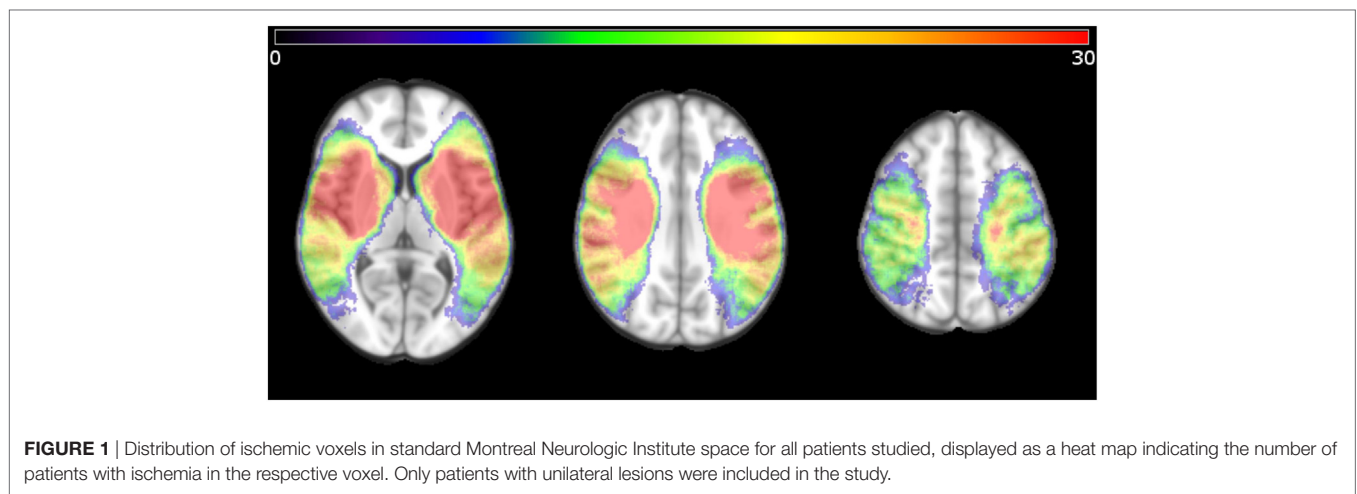 0
30
FIGURE 1 | Distribution of ischemic voxels in standard Montreal Neurologic Institute space for all patients studied, displayed as a heat map indicating the number of
patients with ischemia in the respective voxel. Only patients with unilateral lesions were included in the study.